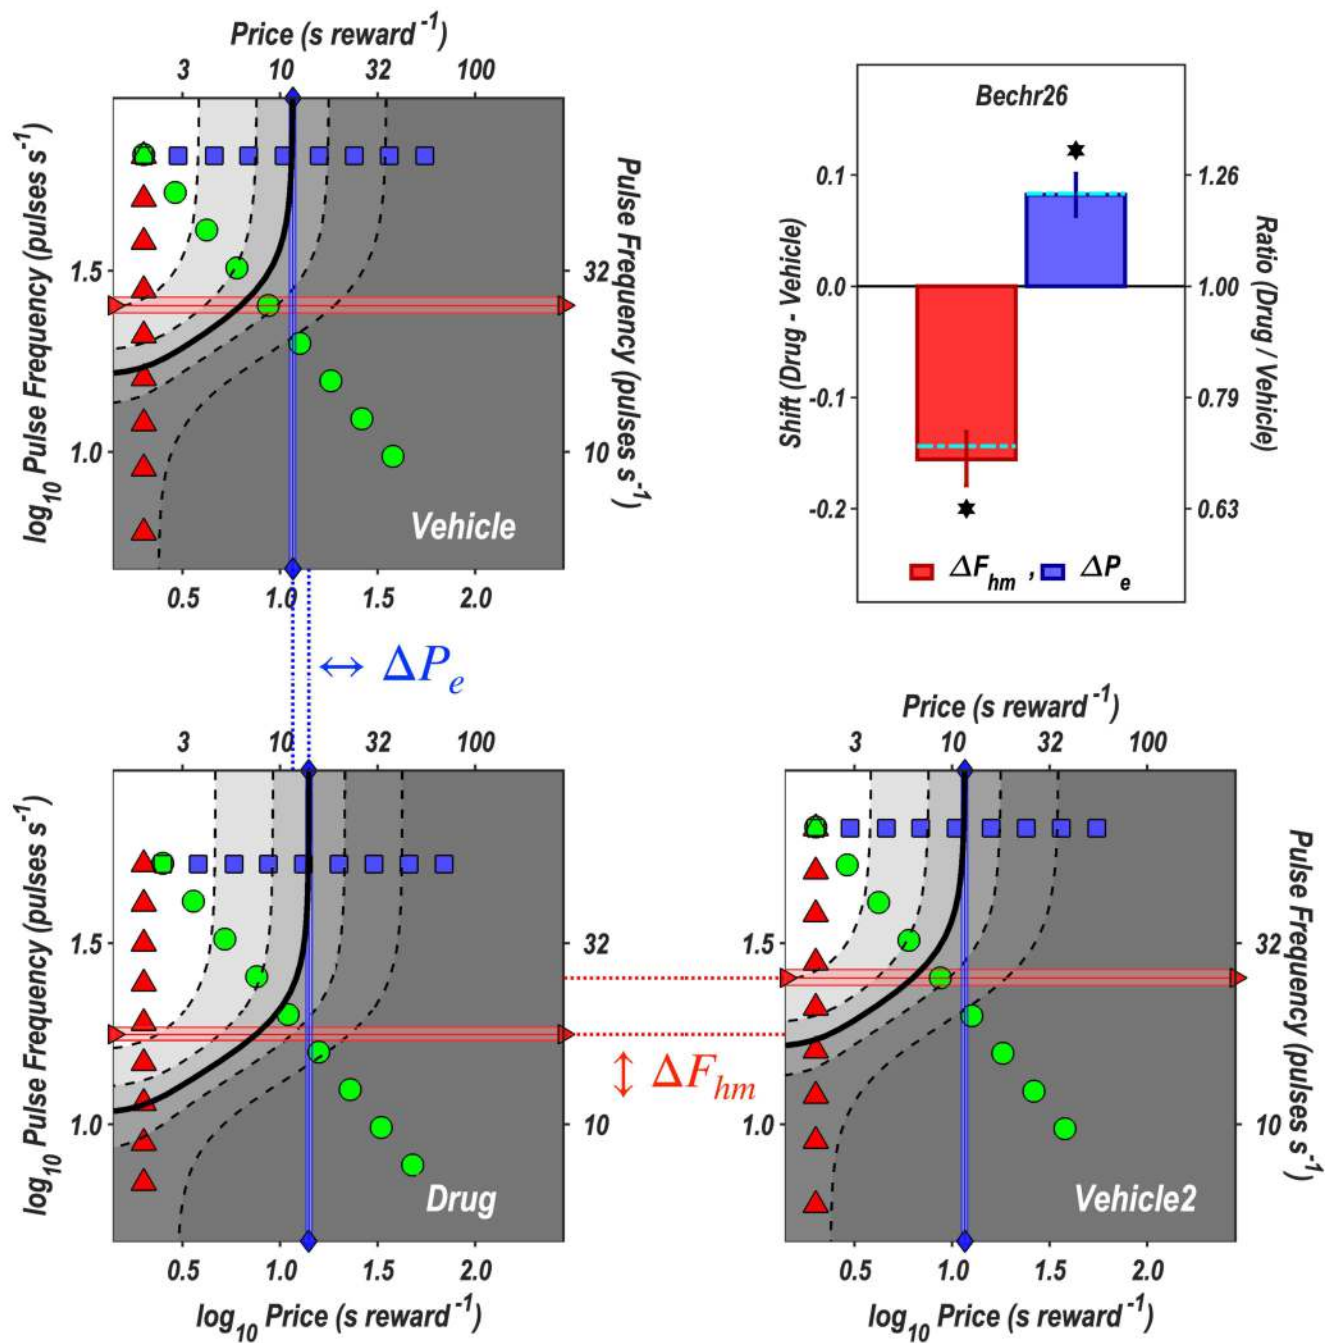 Price (s reward⁻¹)
3 10 32 100
log₁₀ Pulse Frequency (pulses s⁻¹)
1.5
1.0
32
10
Pulse Frequency (pulses s⁻¹)
Vehicle
0.5 1.0 1.5 2.0
Bechr26
Shift (Drug - Vehicle)
0.1
0.0
-0.1
-0.2
1.26
1.00
0.79
0.63
Ratio (Drug / Vehicle)
ΔF_hm , ΔP_e
↔ ΔP_e
3 10 32 100
log₁₀ Pulse Frequency (pulses s⁻¹)
1.5
1.0
32
10
Drug
0.5 1.0 1.5 2.0
log₁₀ Price (s reward⁻¹)
↕ ΔF_hm
Price (s reward⁻¹)
3 10 32 100
1.5
1.0
32
10
Pulse Frequency (pulses s⁻¹)
Vehicle2
0.5 1.0 1.5 2.0
log₁₀ Price (s reward⁻¹)